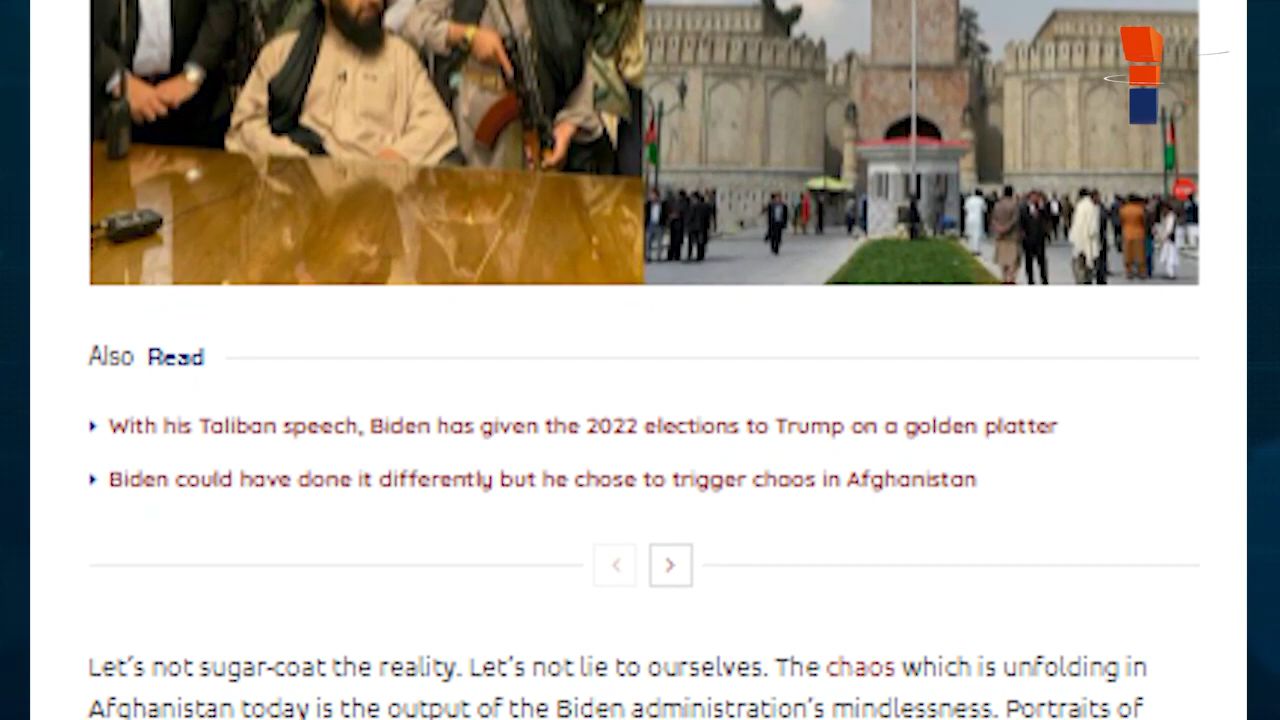 Also Read
With his Taliban speech, Biden has given the 2022 elections to Trump on a golden platter
Biden could have done it differently but he chose to trigger chaos in Afghanistan
Let's not sugar-coat the reality. Let's not lie to ourselves. The chaos which is unfolding in
Afghanistan today is the output of the Biden administration's mindlessness. Portraits of